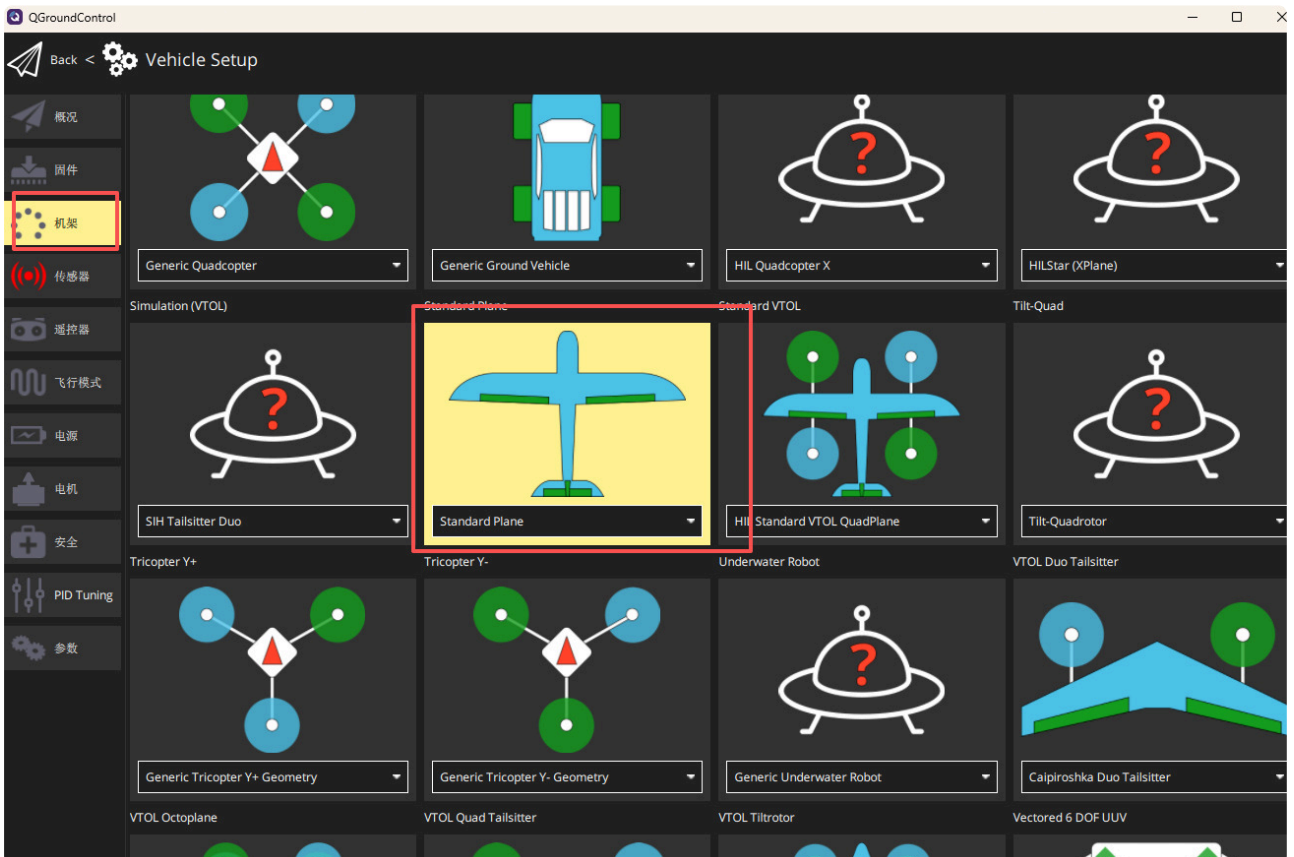 QGroundControl
Back < Vehicle Setup
概况
固件
机架
传感器
遥控器
飞行模式
电源
电机
安全
PID Tuning
参数
Generic Quadcopter
Generic Ground Vehicle
HIL Quadcopter X
HILStar (XPlane)
Simulation (VTOL)
Standard Plane
Standard VTOL
Tilt-Quad
SIH Tailsitter Duo
Standard Plane
HIL Standard VTOL QuadPlane
Tilt-Quadrotor
Tricopter Y+
Tricopter Y-
Underwater Robot
VTOL Duo Tailsitter
Generic Tricopter Y+ Geometry
Generic Tricopter Y- Geometry
Generic Underwater Robot
Caipiroshka Duo Tailsitter
VTOL Octoplane
VTOL Quad Tailsitter
VTOL Tiltrotor
Vectored 6 DOF UUV